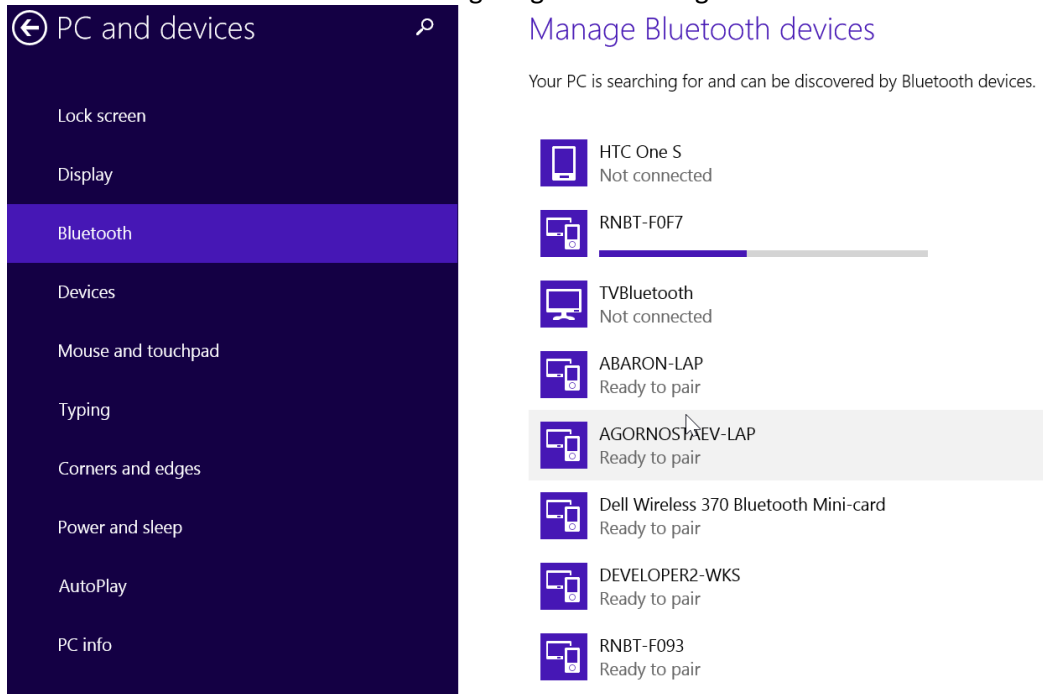 PC and devices
Lock screen
Display
Bluetooth
Devices
Mouse and touchpad
Typing
Corners and edges
Power and sleep
AutoPlay
PC info
Manage Bluetooth devices
Your PC is searching for and can be discovered by Bluetooth devices.
HTC One S
Not connected
RNBT-F0F7
TVBluetooth
Not connected
ABARON-LAP
Ready to pair
AGORNOSTAEV-LAP
Ready to pair
Dell Wireless 370 Bluetooth Mini-card
Ready to pair
DEVELOPER2-WKS
Ready to pair
RNBT-F093
Ready to pair